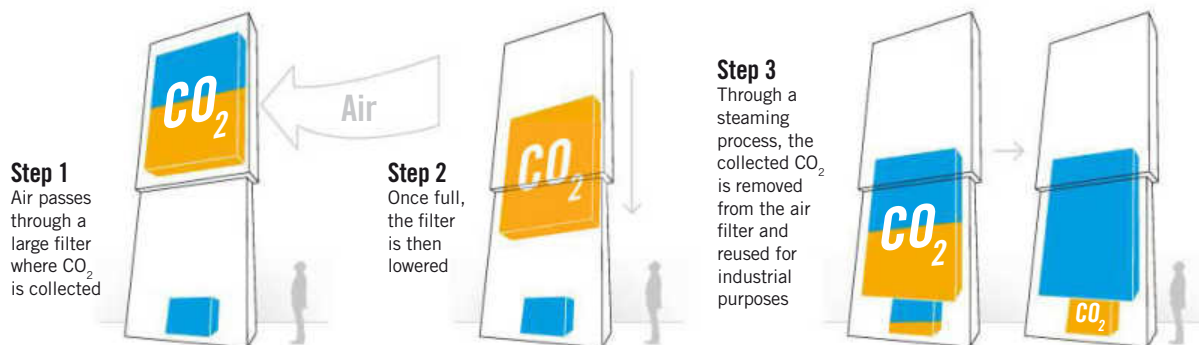 CO₂
Air
Step 1
Air passes
through a
large filter
where CO₂
is collected
Step 2
Once full,
the filter
is then
lowered
CO₂
Step 3
Through a
steaming
process, the
collected CO₂
is removed
from the air
filter and
reused for
industrial
purposes
CO₂
CO₂